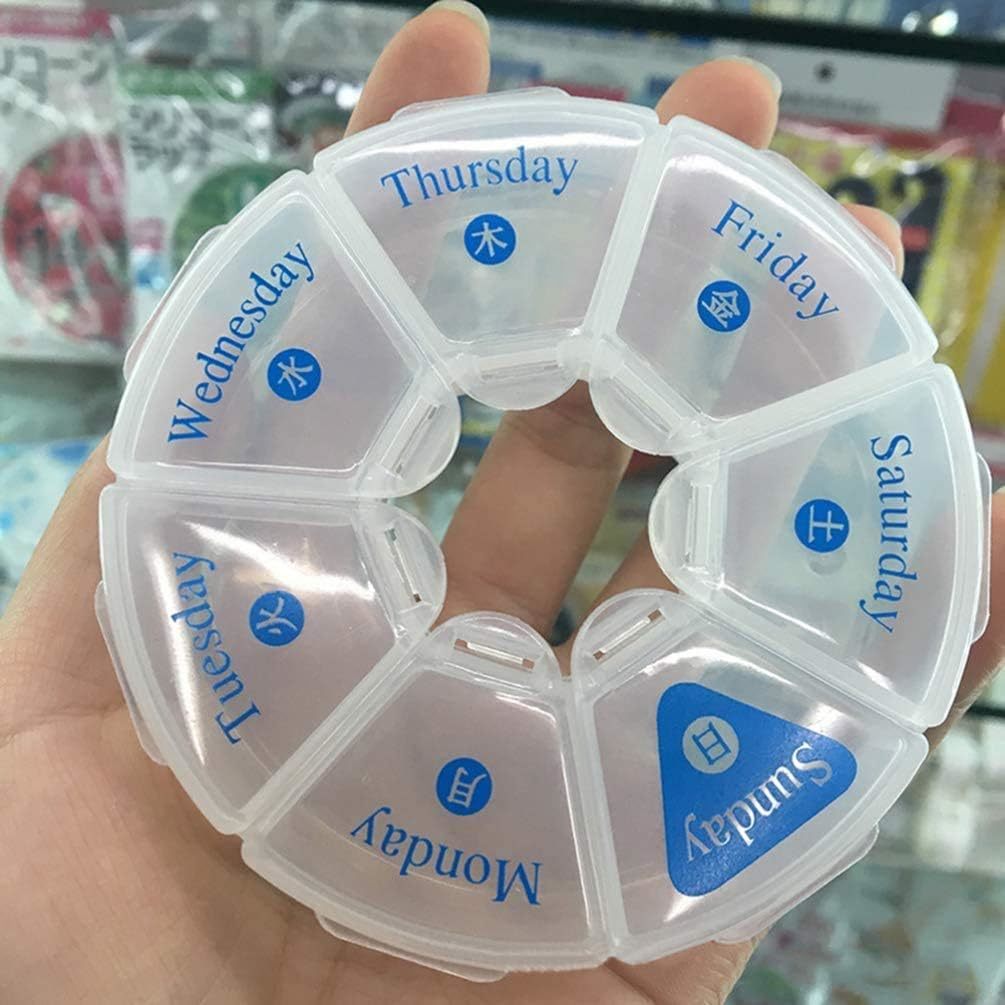 Thursday
木
Friday
金
Saturday
土
Sunday
日
Monday
月
Tuesday
火
Wednesday
水